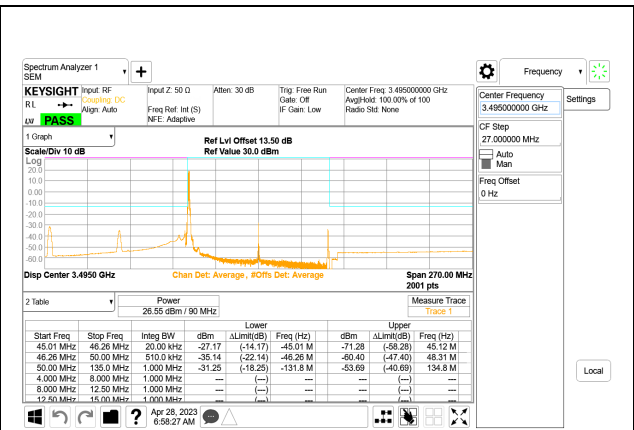 Spectrum Analyzer 1
SEM
Frequency
KEYSIGHT Input: RF Input Z: 50 Ω Atten: 30 dB Trig: Free Run Center Freq: 3.495000000 GHz
R L Coupling: DC Gate: Off Avg|Hold: 100.00% of 100
Align: Auto Freq Ref: Int (S) IF Gain: Low Radio Std: None
LXI PASS NFE: Adaptive
Center Frequency
3.495000000 GHz
Settings
CF Step
27.000000 MHz
Auto
Man
Freq Offset
0 Hz
Local
1 Graph
Ref Lvl Offset 13.50 dB
Scale/Div 10 dB Ref Value 30.0 dBm
Log
20.0
10.0
0.00
-10.0
-20.0
-30.0
-40.0
-50.0
-60.0
Disp Center 3.4950 GHz Chan Det: Average , #Offs Det: Average Span 270.00 MHz
2001 pts
2 Table Power Measure Trace
26.55 dBm / 90 MHz Trace 1
Lower Upper
Start Freq Stop Freq Integ BW dBm ΔLimit(dB) Freq (Hz) dBm ΔLimit(dB) Freq (Hz)
45.01 MHz 46.26 MHz 20.00 kHz -27.17 (-14.17) -45.01 M -71.28 (-58.28) 45.12 M
46.26 MHz 50.00 MHz 510.0 kHz -35.14 (-22.14) -46.26 M -60.40 (-47.40) 48.31 M
50.00 MHz 135.0 MHz 1.000 MHz -31.25 (-18.25) -131.8 M -53.69 (-40.69) 134.8 M
4.000 MHz 8.000 MHz 1.000 MHz --- (---) --- --- (---) ---
8.000 MHz 12.50 MHz 1.000 MHz --- (---) --- --- (---) ---
12.50 MHz 15.00 MHz 1.000 MHz --- (---) --- --- (---) ---
? Apr 28, 2023
6:58:27 AM